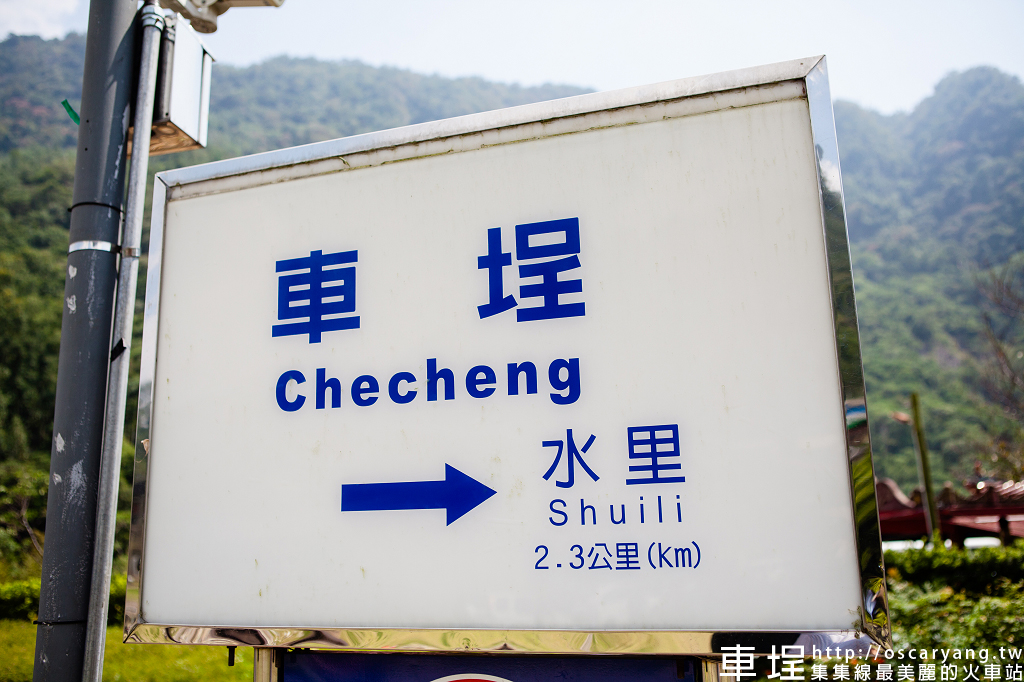 車埕
Checheng
水里
Shuili
2.3公里(km)
車埕 http://oscaryang.tw
集集線最美麗的火車站